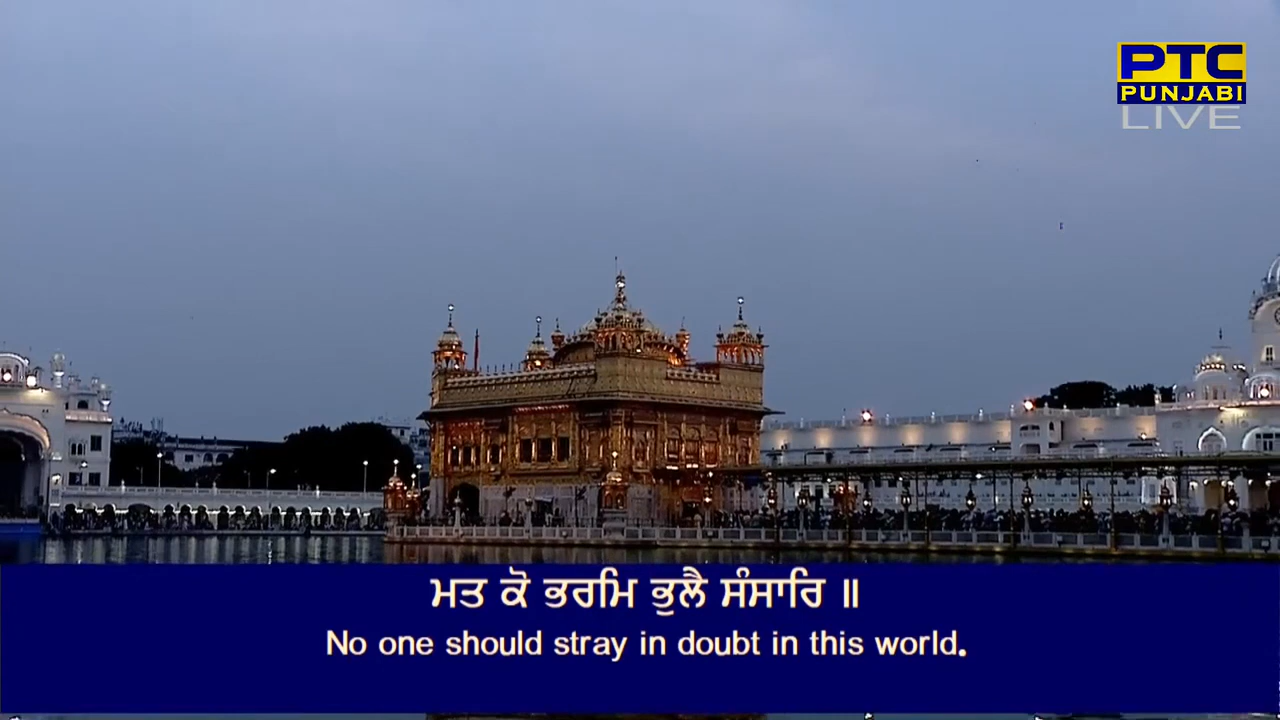 PTC
PUNJABI
LIVE
ਮਤ ਕੋ ਭਰਮਿ ਭੁਲੈ ਸੰਸਾਰਿ ॥
No one should stray in doubt in this world.